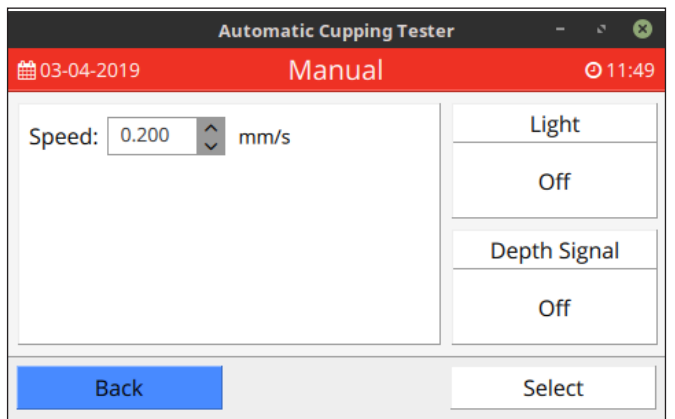 Automatic Cupping Tester
03-04-2019 Manual 11:49
Speed: 0.200 mm/s
Light
Off
Depth Signal
Off
Back Select